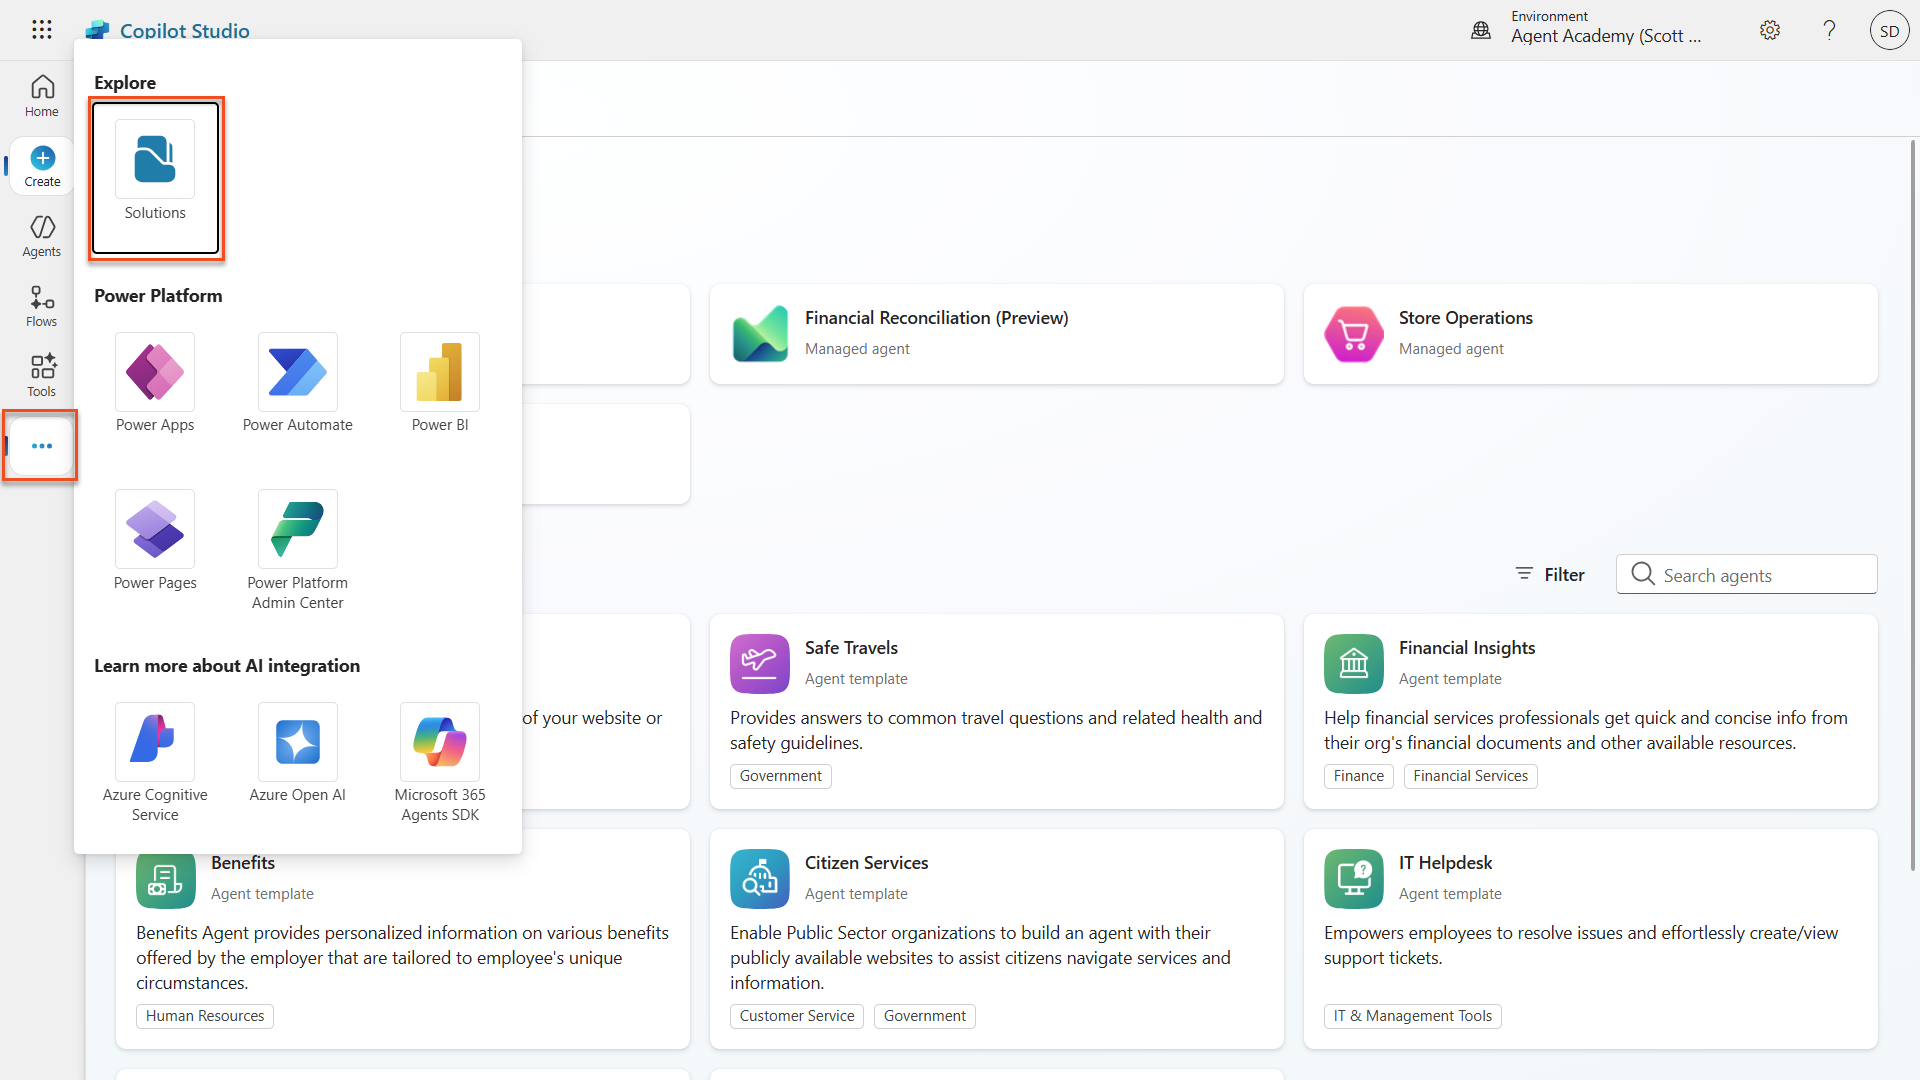 Copilot Studio
Environment
Agent Academy (Scott ...
?
SD
Home
Create
Agents
Flows
Tools
Explore
Solutions
Power Platform
Power Apps
Power Automate
Power BI
Power Pages
Power Platform
Admin Center
Learn more about AI integration
Azure Cognitive
Service
Azure Open AI
Microsoft 365
Agents SDK
Financial Reconciliation (Preview)
Managed agent
Store Operations
Managed agent
Filter
Search agents
of your website or
Safe Travels
Agent template
Provides answers to common travel questions and related health and
safety guidelines.
Government
Financial Insights
Agent template
Help financial services professionals get quick and concise info from
their org's financial documents and other available resources.
Finance
Financial Services
Benefits
Agent template
Benefits Agent provides personalized information on various benefits
offered by the employer that are tailored to employee's unique
circumstances.
Human Resources
Citizen Services
Agent template
Enable Public Sector organizations to build an agent with their
publicly available websites to assist citizens navigate services and
information.
Customer Service
Government
IT Helpdesk
Agent template
Empowers employees to resolve issues and effortlessly create/view
support tickets.
IT & Management Tools